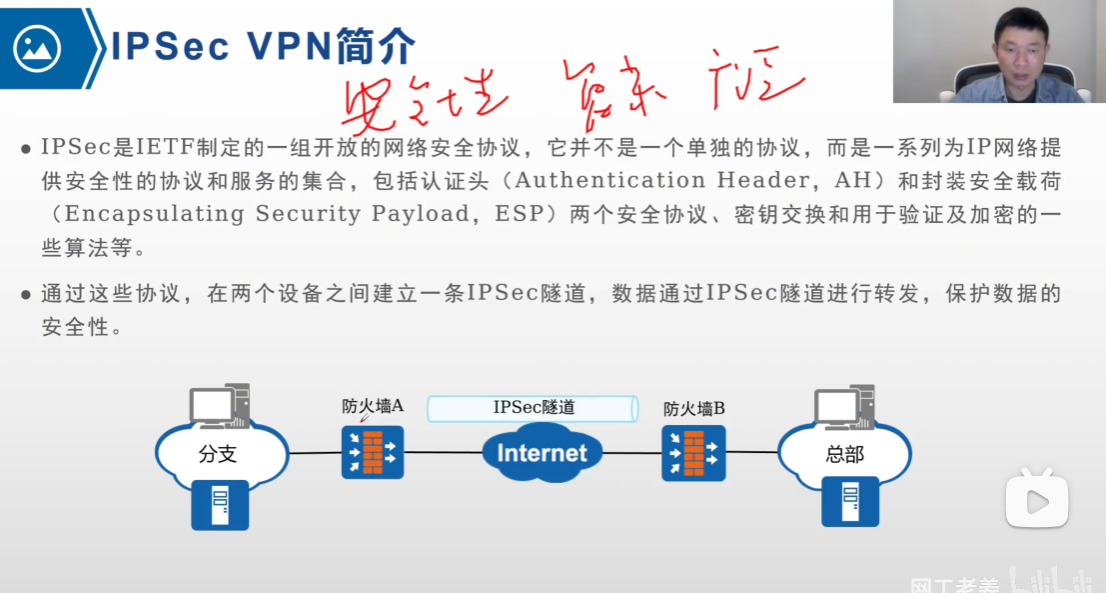 IPSec VPN简介
安全性
● IPSec是IETF制定的一组开放的网络安全协议，它并不是一个单独的协议，而是一系列为IP网络提
供安全性的协议和服务的集合，包括认证头（Authentication Header，AH）和封装安全载荷
（Encapsulating Security Payload，ESP）两个安全协议、密钥交换和用于验证及加密的一
些算法等。
● 通过这些协议，在两个设备之间建立一条IPSec隧道，数据通过IPSec隧道进行转发，保护数据的
安全性。
防火墙A IPSec隧道 防火墙B
分支 Internet 总部
网工老姜 bilibili